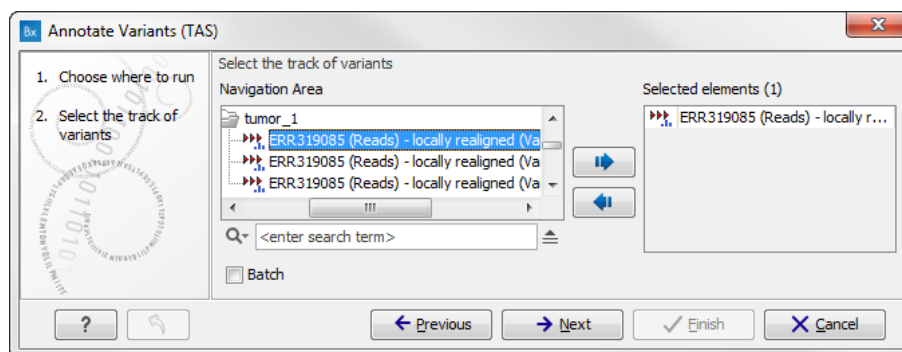 Bx Annotate Variants (TAS)
1. Choose where to run
2. Select the track of
variants
Select the track of variants
Navigation Area
tumor_1
ERR319085 (Reads) - locally realigned (Va
ERR319085 (Reads) - locally realigned (Va
ERR319085 (Reads) - locally realigned (Va
<enter search term>
Batch
Selected elements (1)
ERR319085 (Reads) - locally r...
?
Previous
Next
Finish
Cancel